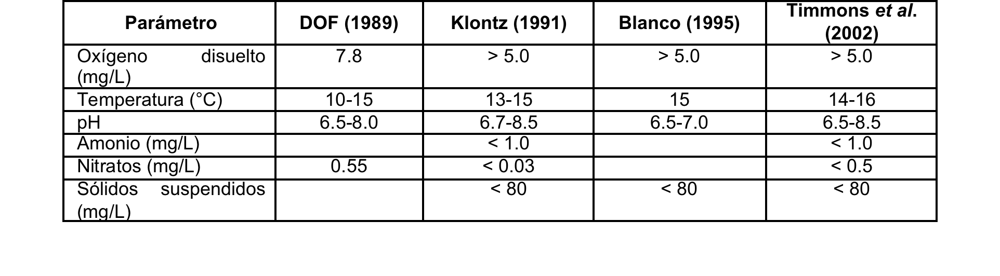 Parámetro DOF (1989) Klontz (1991) Blanco (1995) Timmons et al. (2002)
Oxígeno disuelto (mg/L) 7.8 > 5.0 > 5.0 > 5.0
Temperatura (°C) 10-15 13-15 15 14-16
pH 6.5-8.0 6.7-8.5 6.5-7.0 6.5-8.5
Amonio (mg/L) < 1.0 < 1.0
Nitratos (mg/L) 0.55 < 0.03 < 0.5
Sólidos suspendidos (mg/L) < 80 < 80 < 80